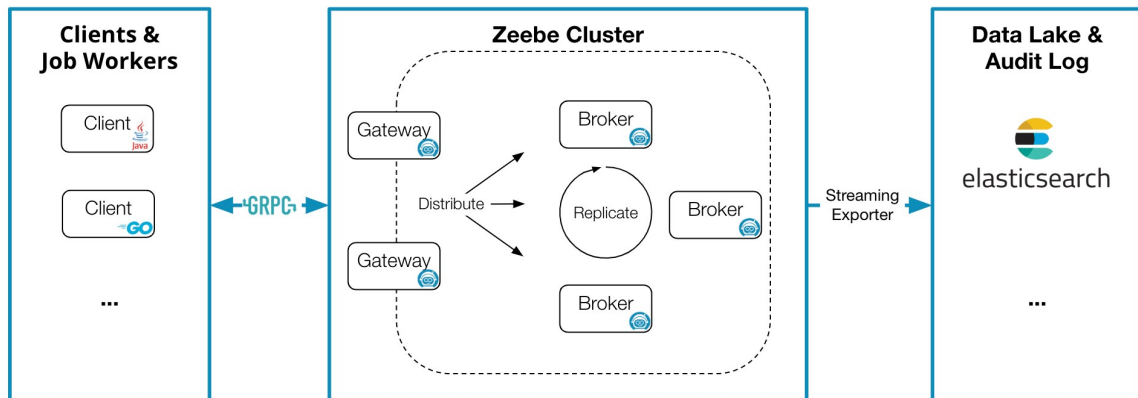 Clients &
Job Workers
Client
Java
Client
GO
...
GRPC
Zeebe Cluster
Gateway
Gateway
Distribute
Broker
Replicate
Broker
Broker
Streaming
Exporter
Data Lake &
Audit Log
elasticsearch
...